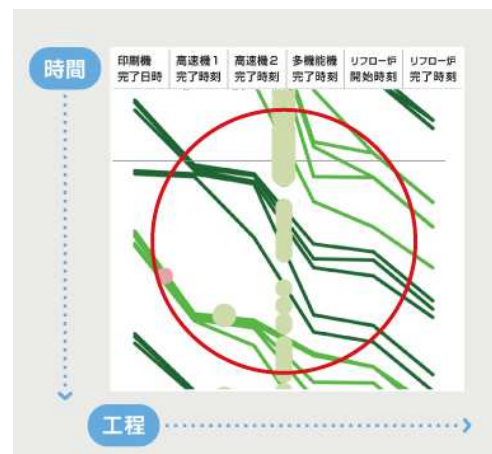 時間
印刷機
完了日時
高速機1
完了時刻
高速機2
完了時刻
多機能機
完了時刻
リフロー炉
開始時刻
リフロー炉
完了時刻
工程